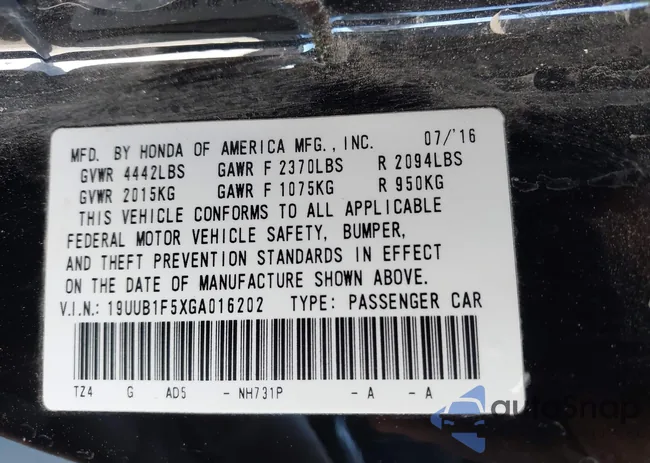 MFD. BY HONDA OF AMERICA MFG., INC. 07/'16
GVWR 4442LBS GAWR F 2370LBS R 2094LBS
GVWR 2015KG GAWR F 1075KG R 950KG
THIS VEHICLE CONFORMS TO ALL APPLICABLE
FEDERAL MOTOR VEHICLE SAFETY, BUMPER,
AND THEFT PREVENTION STANDARDS IN EFFECT
ON THE DATE OF MANUFACTURE SHOWN ABOVE.
V.I.N.: 19UUB1F5XGA016202 TYPE: PASSENGER CAR
TZ4 G AD5 - NH731P - A - A
autoSnap